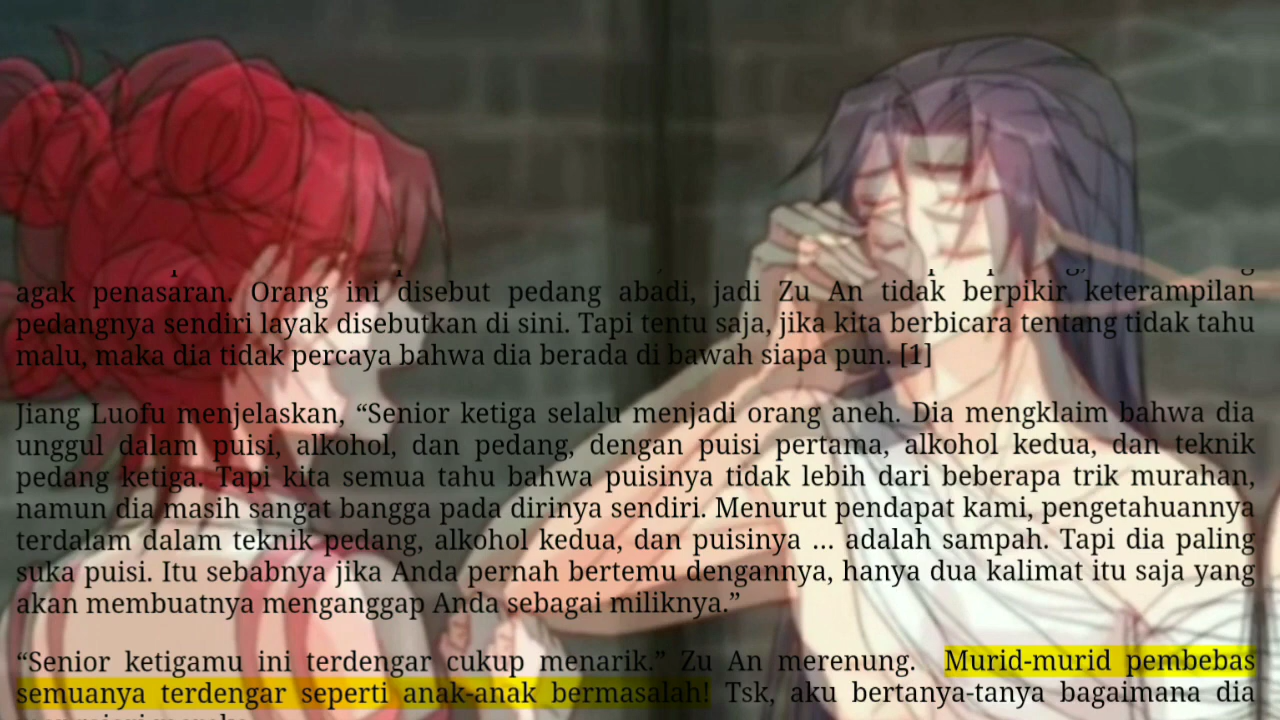 agak penasaran. Orang ini disebut pedang abadi, jadi Zu An tidak berpikir keterampilan
pedangnya sendiri layak disebutkan di sini. Tapi tentu saja, jika kita berbicara tentang tidak tahu
malu, maka dia tidak percaya bahwa dia berada di bawah siapa pun. [1]
Jiang Luofu menjelaskan, “Senior ketiga selalu menjadi orang aneh. Dia mengklaim bahwa dia
unggul dalam puisi, alkohol, dan pedang, dengan puisi pertama, alkohol kedua, dan teknik
pedang ketiga. Tapi kita semua tahu bahwa puisinya tidak lebih dari beberapa trik murahan,
namun dia masih sangat bangga pada dirinya sendiri. Menurut pendapat kami, pengetahuannya
terdalam dalam teknik pedang, alkohol kedua, dan puisinya … adalah sampah. Tapi dia paling
suka puisi. Itu sebabnya jika Anda pernah bertemu dengannya, hanya dua kalimat itu saja yang
akan membuatnya menganggap Anda sebagai miliknya.”
“Senior ketigamu ini terdengar cukup menarik.” Zu An merenung. Murid-murid pembebas
semuanya terdengar seperti anak-anak bermasalah! Tsk, aku bertanya-tanya bagaimana dia